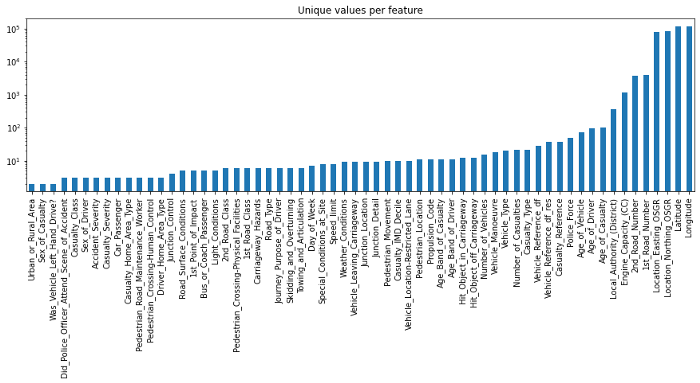 Unique values per feature
10⁵
10⁴
10³
10²
10¹
Urban_or_Rural_Area
Sex_of_Casualty
Was_Vehicle_Left_Hand_Drive?
Did_Police_Officer_Attend_Scene_of_Accident
Casualty_Class
Sex_of_Driver
Accident_Severity
Casualty_Severity
Car_Passenger
Casualty_Home_Area_Type
Pedestrian_Road_Maintenance_Worker
Pedestrian_Crossing-Human_Control
Driver_Home_Area_Type
Junction_Control
Road_Surface_Conditions
1st_Point_of_Impact
Bus_or_Coach_Passenger
Light_Conditions
2nd_Road_Class
Pedestrian_Crossing-Physical_Facilities
1st_Road_Class
Carriageway_Hazards
Road_Type
Journey_Purpose_of_Driver
Skidding_and_Overturning
Towing_and_Articulation
Day_of_Week
Special_Conditions_at_Site
Speed_limit
Weather_Conditions
Vehicle_Leaving_Carriageway
Junction_Location
Junction_Detail
Pedestrian_Movement
Casualty_IMD_Decile
Vehicle_Location-Restricted_Lane
Pedestrian_Location
Propulsion_Code
Age_Band_of_Casualty
Age_Band_of_Driver
Hit_Object_in_Carriageway
Hit_Object_off_Carriageway
Number_of_Vehicles
Vehicle_Manoeuvre
Vehicle_Type
Number_of_Casualties
Casualty_Type
Vehicle_Reference_df
Vehicle_Reference_df_res
Casualty_Reference
Police_Force
Age_of_Vehicle
Age_of_Driver
Age_of_Casualty
Local_Authority_(District)
Engine_Capacity_(CC)
2nd_Road_Number
1st_Road_Number
Location_Easting_OSGR
Location_Northing_OSGR
Latitude
Longitude